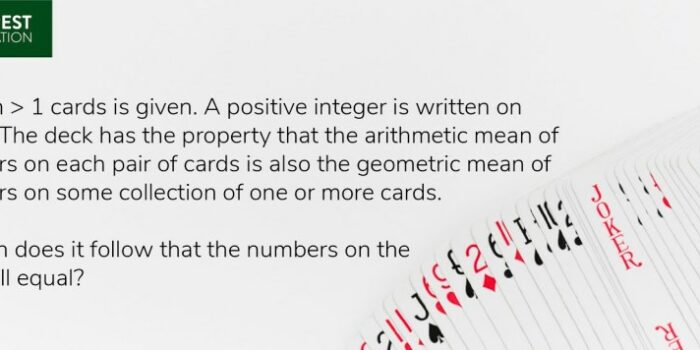 EST
ATION
n > 1 cards is given. A positive integer is written on
The deck has the property that the arithmetic mean of
rs on each pair of cards is also the geometric mean of
rs on some collection of one or more cards.
n does it follow that the numbers on the
ll equal?
JOKER